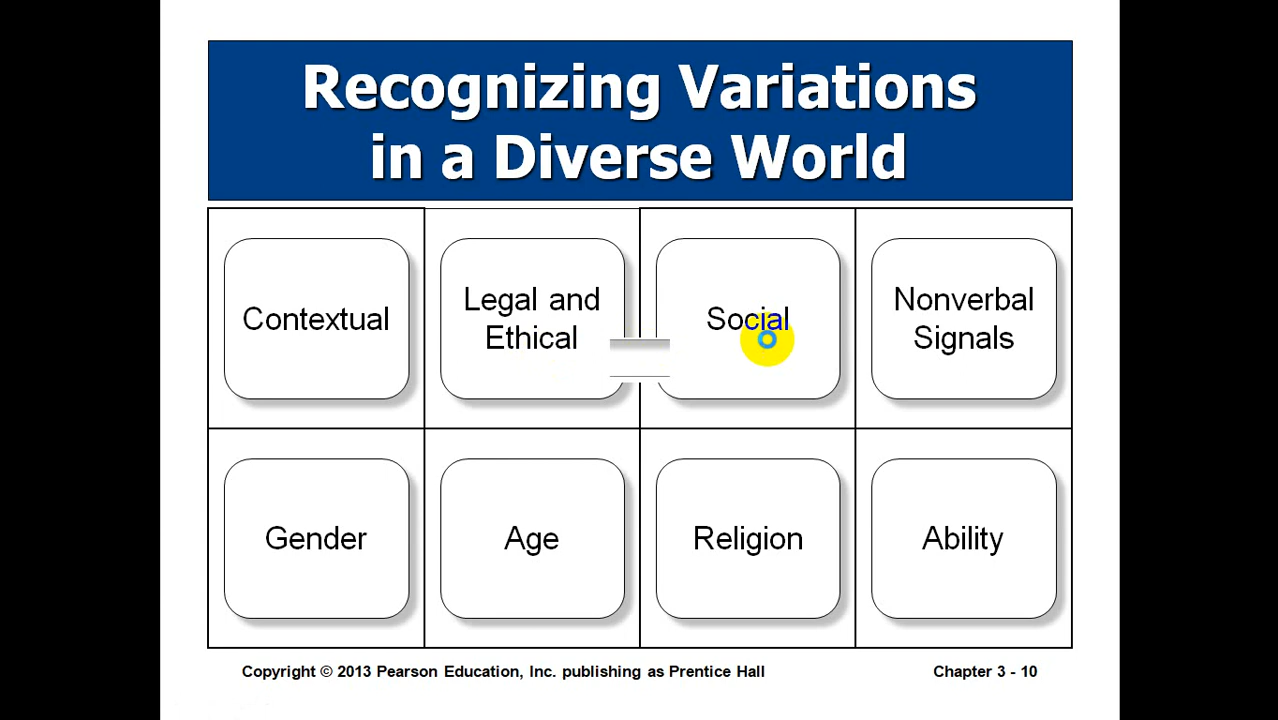 Recognizing Variations
in a Diverse World
Contextual
Legal and
Ethical
Social
Nonverbal
Signals
Gender
Age
Religion
Ability
Copyright © 2013 Pearson Education, Inc. publishing as Prentice Hall
Chapter 3 - 10